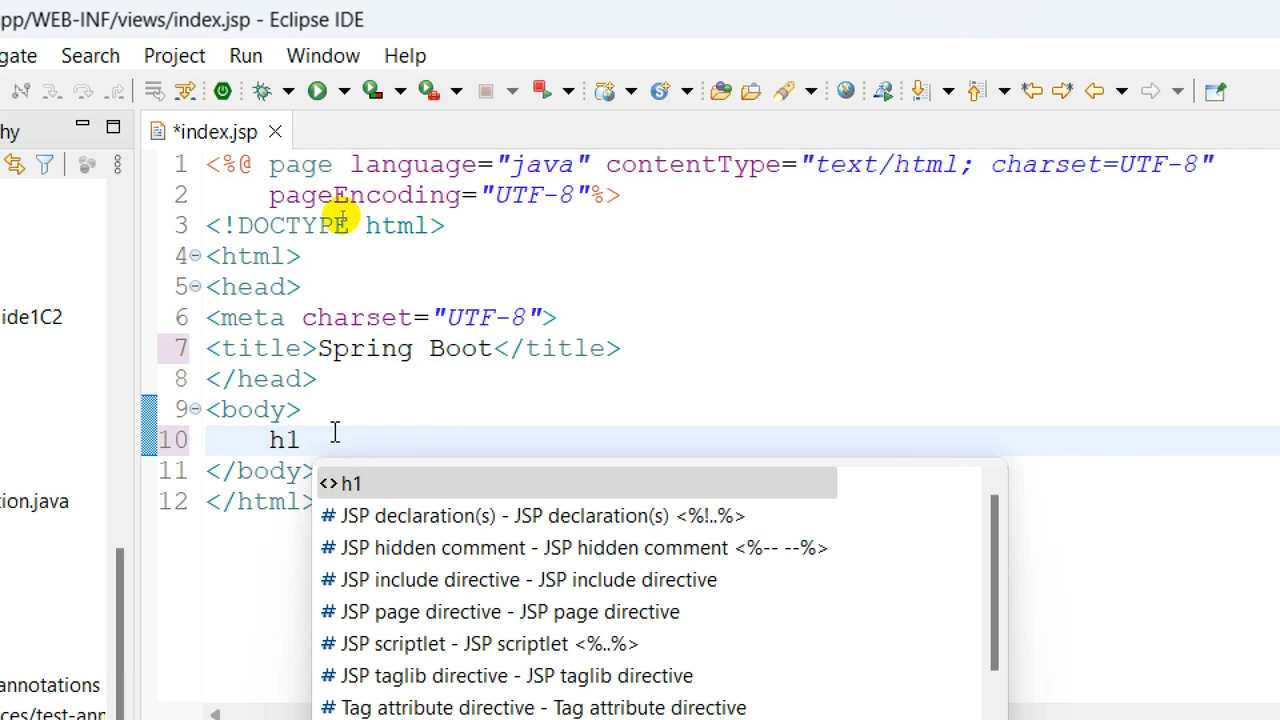 pp/WEB-INF/views/index.jsp - Eclipse IDE
gate Search Project Run Window Help
hy
*index.jsp
1 <%@ page language="java" contentType="text/html; charset=UTF-8"
2 pageEncoding="UTF-8"%>
3 <!DOCTYPE html>
4 <html>
5 <head>
6 <meta charset="UTF-8">
ide1C2
7 <title>Spring Boot</title>
8 </head>
9 <body>
10 h1
11 </body>
12 </html>
ion.java
annotations
ces/test-ann
<> h1
# JSP declaration(s) - JSP declaration(s) <%!..%>
# JSP hidden comment - JSP hidden comment <%-- --%>
# JSP include directive - JSP include directive
# JSP page directive - JSP page directive
# JSP scriptlet - JSP scriptlet <%..%>
# JSP taglib directive - JSP taglib directive
# Tag attribute directive - Tag attribute directive